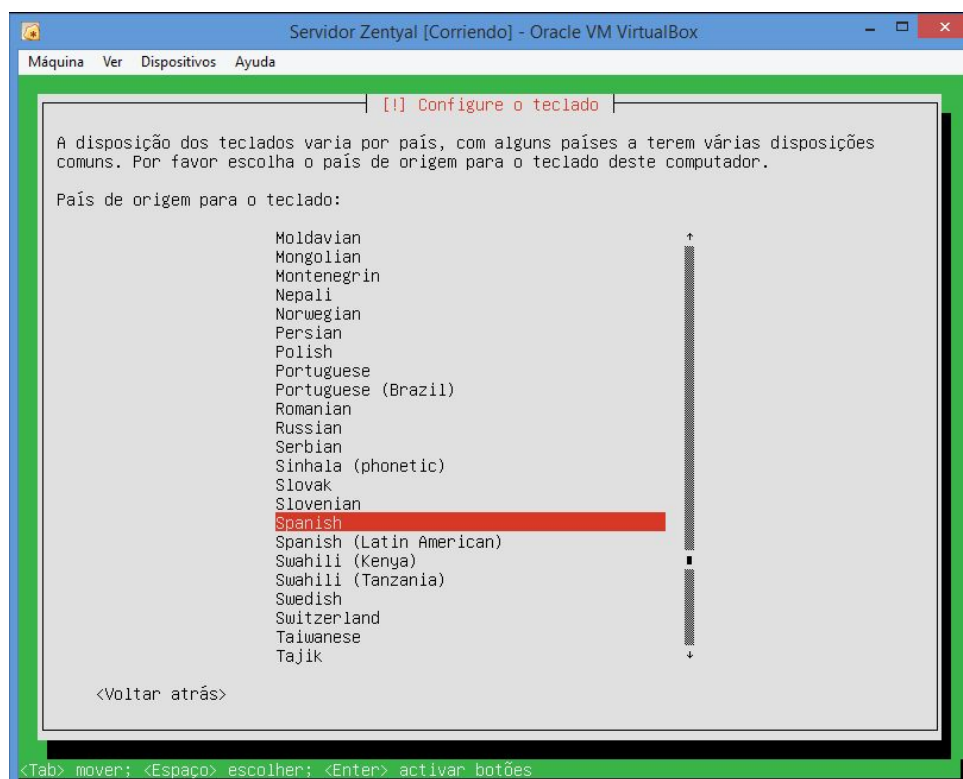 Servidor Zentyal [Corriendo] - Oracle VM VirtualBox
Máquina Ver Dispositivos Ayuda
[!] Configure o teclado
A disposição dos teclados varia por país, com alguns países a terem várias disposições
comuns. Por favor escolha o país de origem para o teclado deste computador.
País de origem para o teclado:
Moldavian
Mongolian
Montenegrin
Nepali
Norwegian
Persian
Polish
Portuguese
Portuguese (Brazil)
Romanian
Russian
Serbian
Sinhala (phonetic)
Slovak
Slovenian
Spanish
Spanish (Latin American)
Swahili (Kenya)
Swahili (Tanzania)
Swedish
Switzerland
Taiwanese
Tajik
<Voltar atrás>
<Tab> mover; <Espaço> escolher; <Enter> activar botões